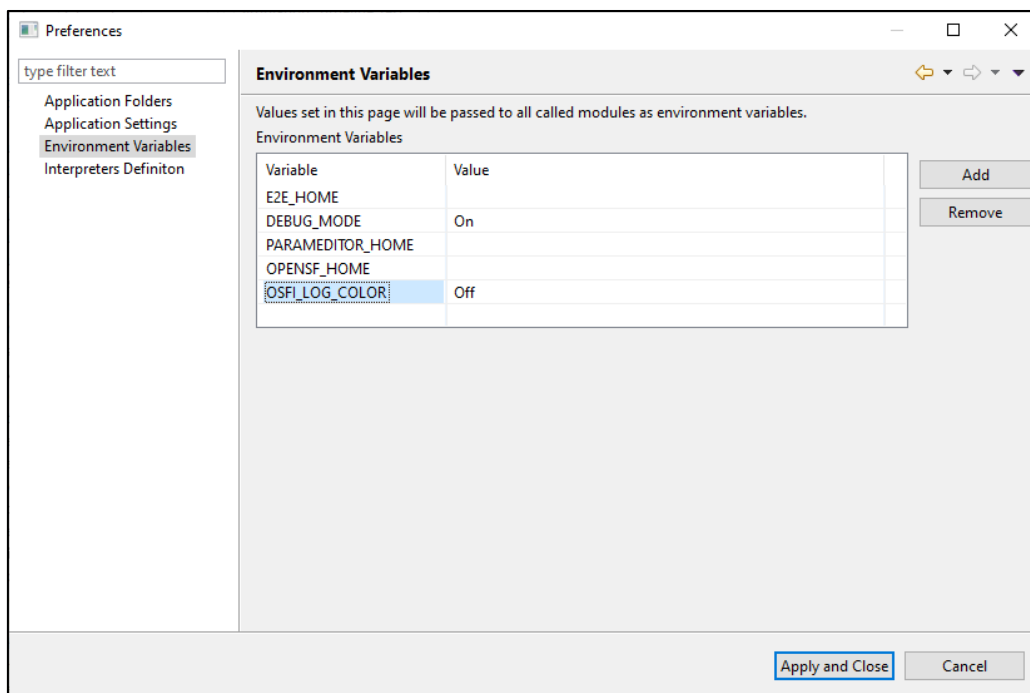 Preferences
type filter text
Application Folders
Application Settings
Environment Variables
Interpreters Definiton
Environment Variables
Values set in this page will be passed to all called modules as environment variables.
Environment Variables
Variable Value
E2E_HOME
DEBUG_MODE On
PARAMEDITOR_HOME
OPENSF_HOME
OSFI_LOG_COLOR Off
Add
Remove
Apply and Close Cancel